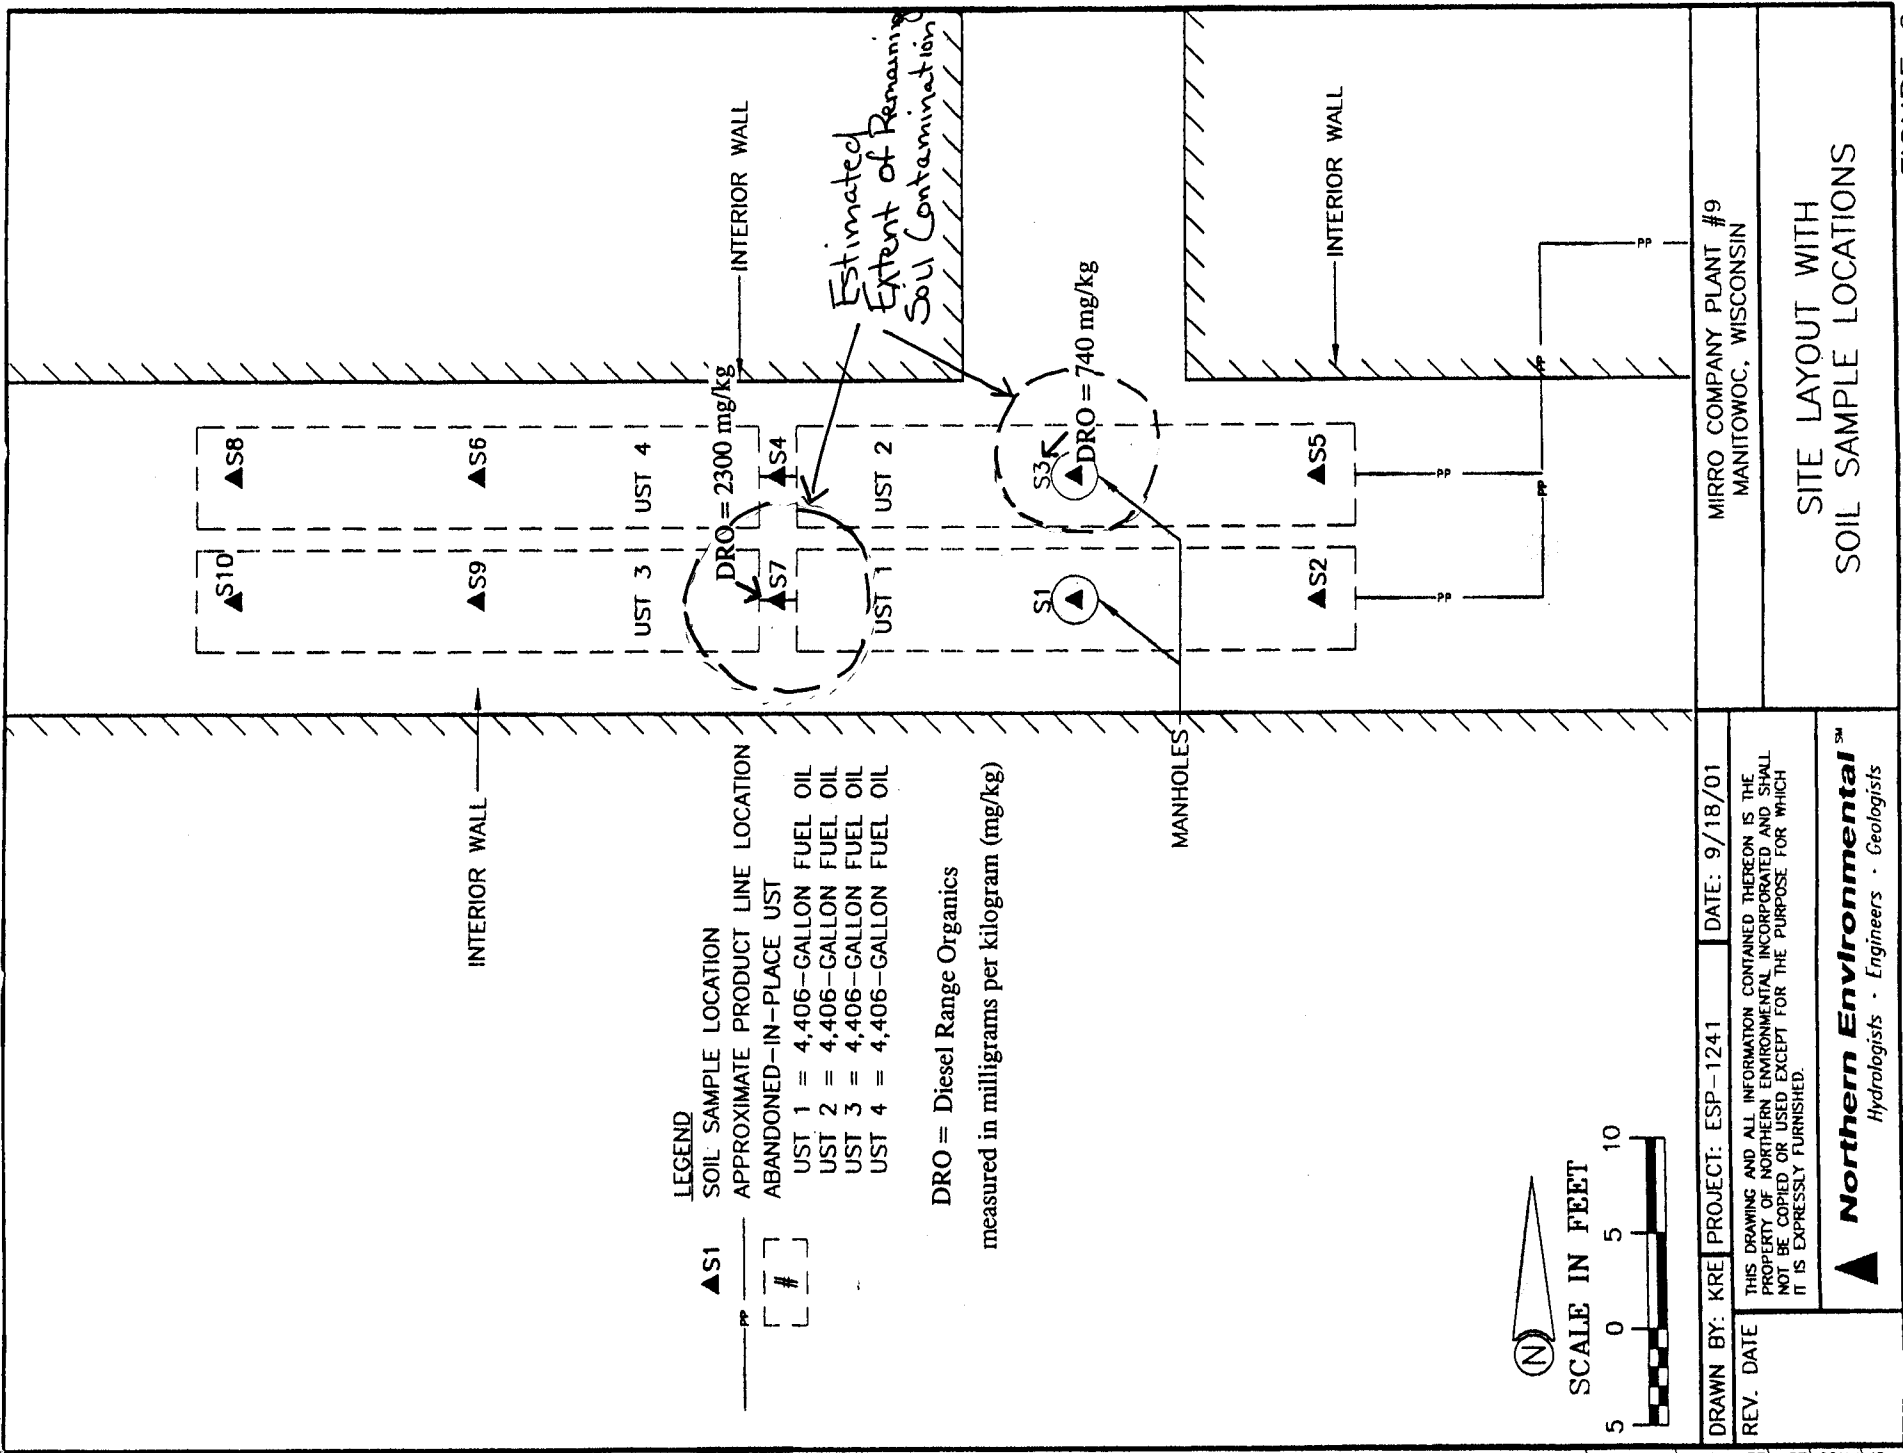 Estimated
Extent of Remaining
Soil Contamination
INTERIOR WALL
INTERIOR WALL
S8
S6
UST 4
DRO = 2300 mg/kg
S4
UST 2
S3
DRO = 740 mg/kg
S5
S10
S9
UST 3
S7
UST 1
S1
S2
PP
PP
PP
PP
PP
INTERIOR WALL
MANHOLES
LEGEND
S1 SOIL SAMPLE LOCATION
PP APPROXIMATE PRODUCT LINE LOCATION
# ABANDONED-IN-PLACE UST
UST 1 = 4,406-GALLON FUEL OIL
UST 2 = 4,406-GALLON FUEL OIL
UST 3 = 4,406-GALLON FUEL OIL
UST 4 = 4,406-GALLON FUEL OIL
DRO = Diesel Range Organics
measured in milligrams per kilogram (mg/kg)
N
SCALE IN FEET
5 0 5 10
DRAWN BY: KRE PROJECT: ESP-1241 DATE: 9/18/01
REV. DATE
THIS DRAWING AND ALL INFORMATION CONTAINED THEREON IS THE
PROPERTY OF NORTHERN ENVIRONMENTAL INCORPORATED AND SHALL
NOT BE COPIED OR USED EXCEPT FOR THE PURPOSE FOR WHICH
IT IS EXPRESSLY FURNISHED.
Northern Environmental SM
Hydrologists · Engineers · Geologists
MIRRO COMPANY PLANT #9
MANITOWOC, WISCONSIN
SITE LAYOUT WITH
SOIL SAMPLE LOCATIONS